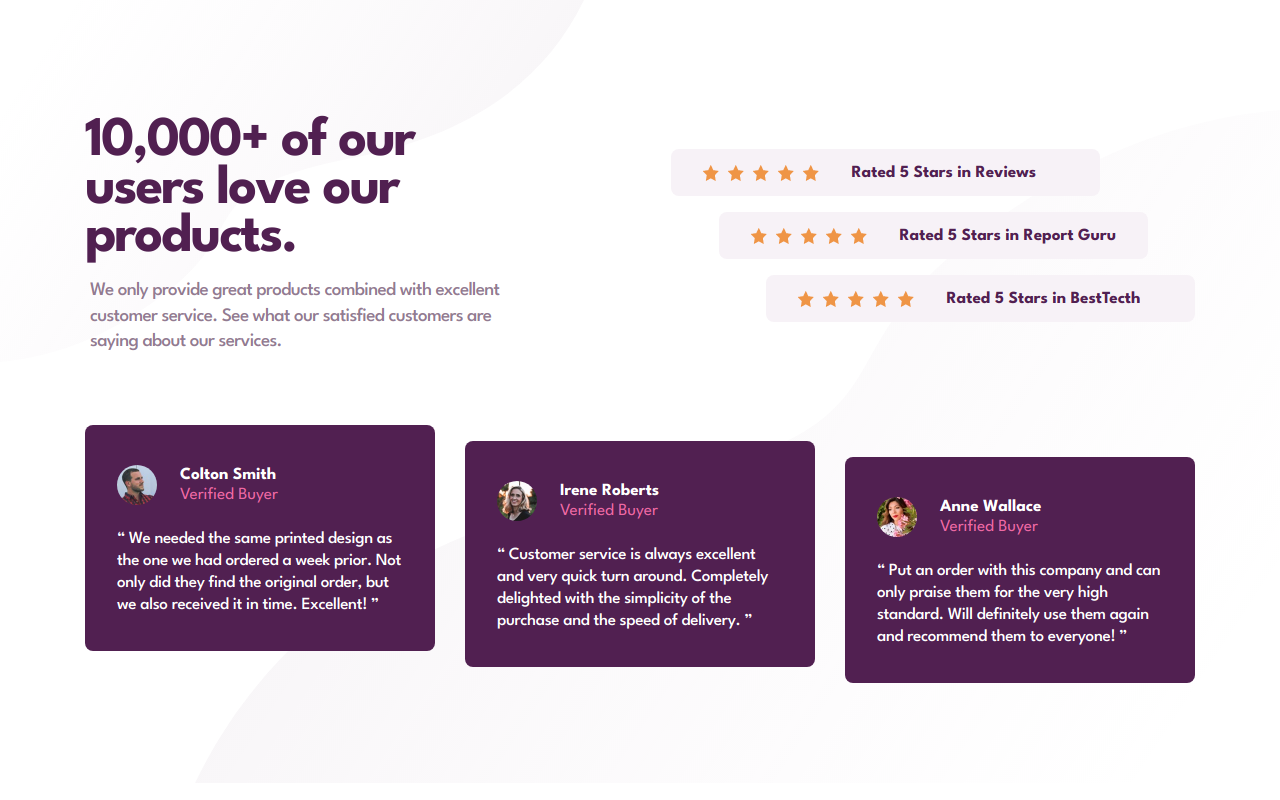 10,000+ of our
users love our
products.
We only provide great products combined with excellent
customer service. See what our satisfied customers are
saying about our services.
Rated 5 Stars in Reviews
Rated 5 Stars in Report Guru
Rated 5 Stars in BestTecth
Colton Smith
Verified Buyer
“ We needed the same printed design as
the one we had ordered a week prior. Not
only did they find the original order, but
we also received it in time. Excellent! ”
Irene Roberts
Verified Buyer
“ Customer service is always excellent
and very quick turn around. Completely
delighted with the simplicity of the
purchase and the speed of delivery. ”
Anne Wallace
Verified Buyer
“ Put an order with this company and can
only praise them for the very high
standard. Will definitely use them again
and recommend them to everyone! ”